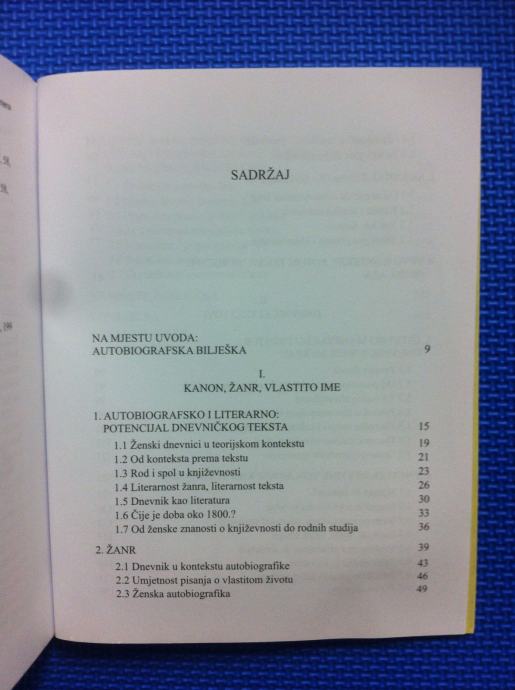 SADRŽAJ
NA MJESTU UVODA:
AUTOBIOGRAFSKA BILJEŠKA 9
I.
KANON, ŽANR, VLASTITO IME
1. AUTOBIOGRAFSKO I LITERARNO:
POTENCIJAL DNEVNIČKOG TEKSTA 15
1.1 Ženski dnevnici u teorijskom kontekstu 19
1.2 Od konteksta prema tekstu 21
1.3 Rod i spol u književnosti 23
1.4 Literarnost žanra, literarnost teksta 26
1.5 Dnevnik kao literatura 30
1.6 Čije je doba oko 1800.? 33
1.7 Od ženske znanosti o književnosti do rodnih studija 36
2. ŽANR 39
2.1 Dnevnik u kontekstu autobiografike 43
2.2 Umjetnost pisanja o vlastitom životu 46
2.3 Ženska autobiografika 49